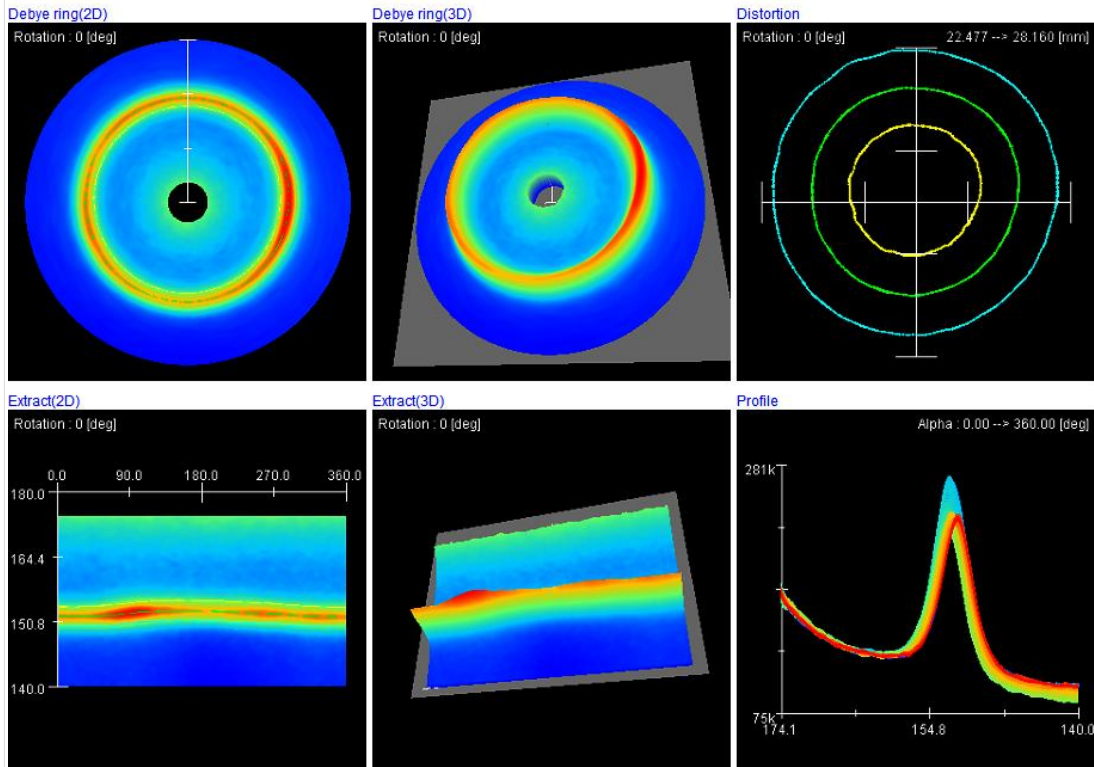 Debye ring(2D)
Rotation : 0 [deg]
Debye ring(3D)
Rotation : 0 [deg]
Distortion
Rotation : 0 [deg]
22.477 --> 28.160 [mm]
Extract(2D)
Rotation : 0 [deg]
0.0 90.0 180.0 270.0 360.0
180.0
164.4
150.8
140.0
Extract(3D)
Rotation : 0 [deg]
Profile
Alpha : 0.00 --> 360.00 [deg]
281k
75k
174.1 154.8 140.0